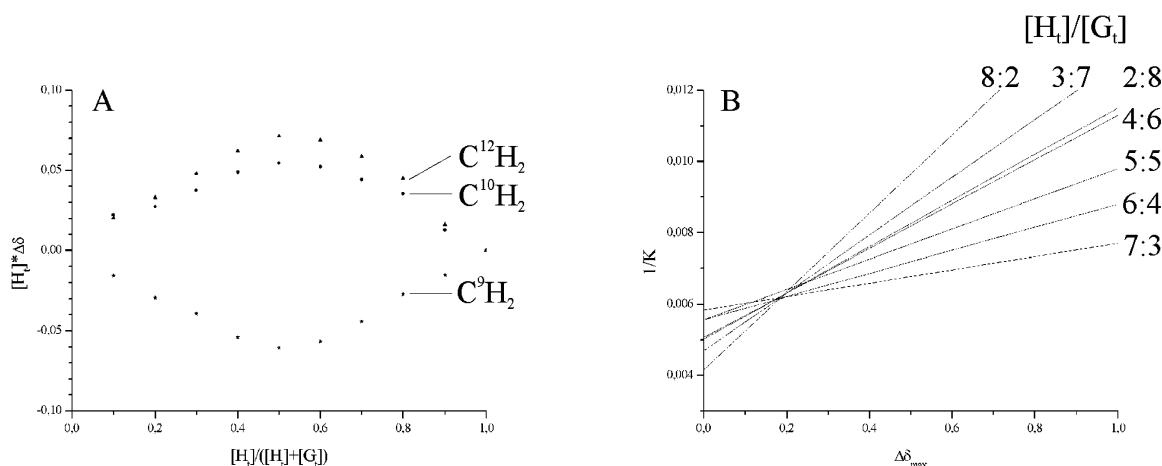 A
0,10
0,05
0,00
-0,05
-0,10
[Hₜ]*Δδ
0,0
0,2
0,4
0,6
0,8
1,0
[Hₜ]/([Hₜ]+[Gₜ])
C¹²H₂
C¹⁰H₂
C⁹H₂
[Hₜ]/[Gₜ]
B
8:2
3:7
2:8
4:6
5:5
6:4
7:3
0,012
0,010
0,008
0,006
0,004
1/K
0,0
0,2
0,4
0,6
0,8
1,0
Δδmax